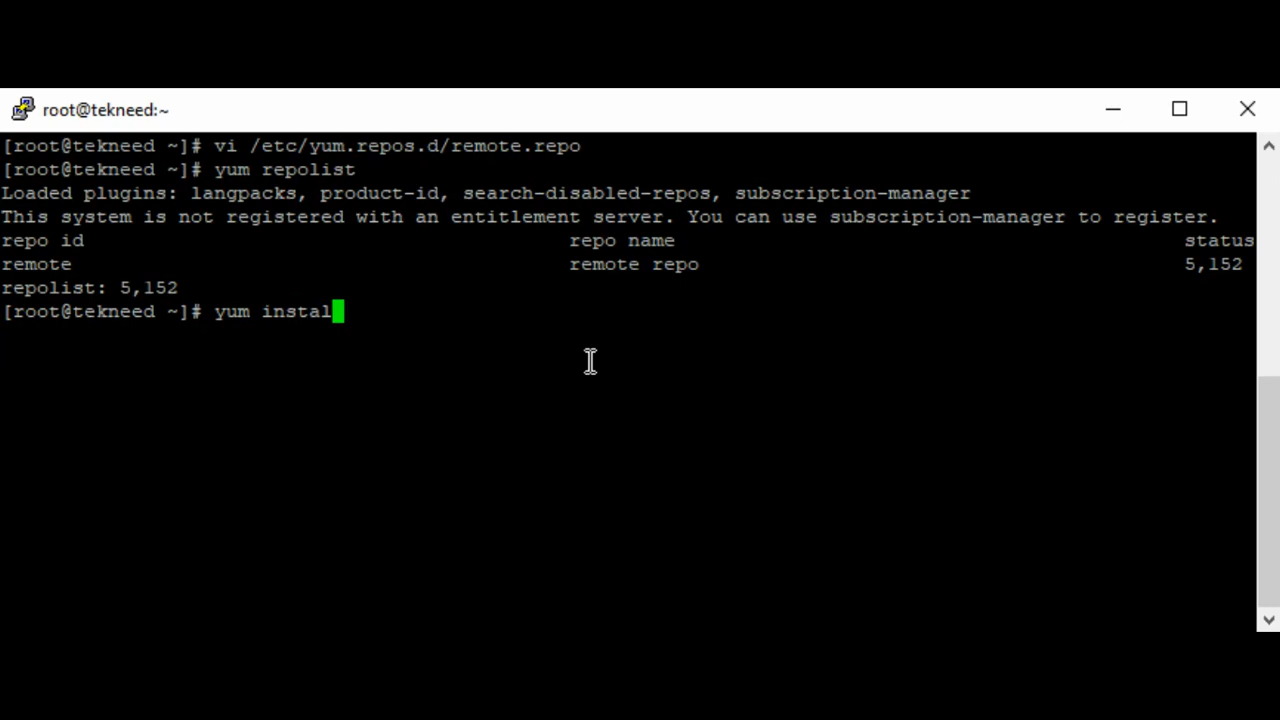 root@tekneed:~
[root@tekneed ~]# vi /etc/yum.repos.d/remote.repo
[root@tekneed ~]# yum repolist
Loaded plugins: langpacks, product-id, search-disabled-repos, subscription-manager
This system is not registered with an entitlement server. You can use subscription-manager to register.
repo id repo name status
remote remote repo 5,152
repolist: 5,152
[root@tekneed ~]# yum instal